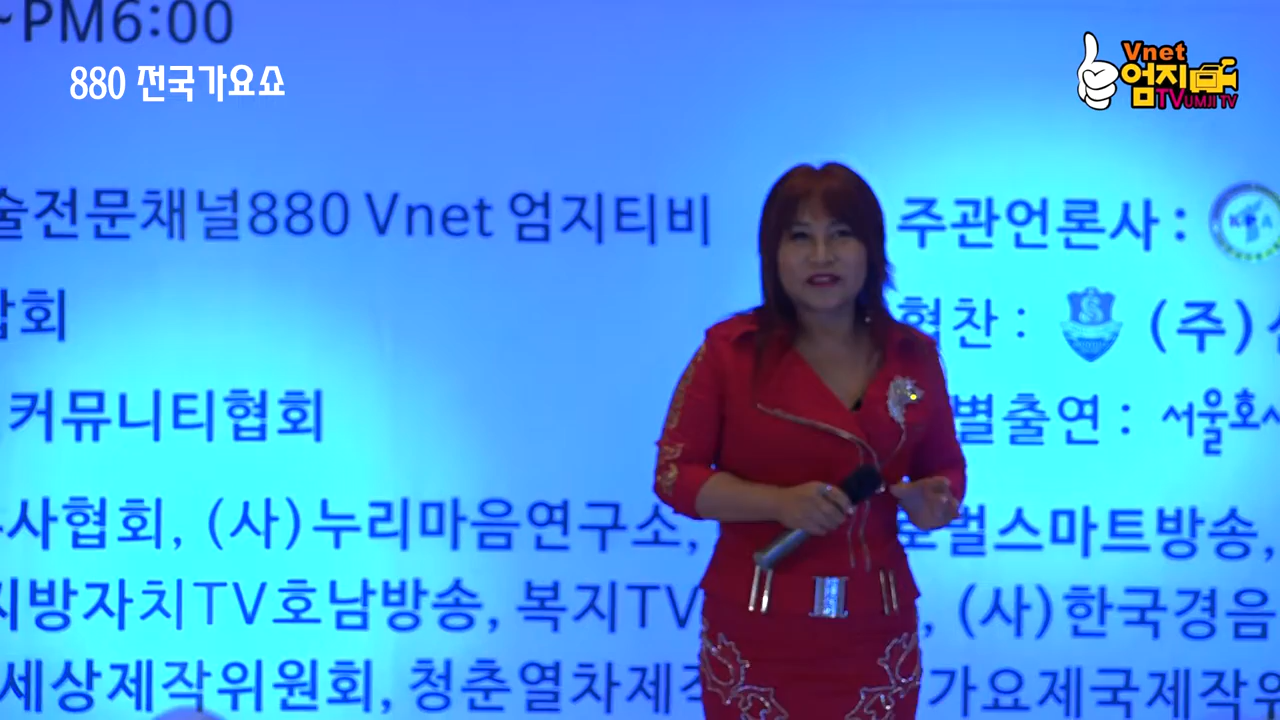 ~PM6:00
880 쩐국가요쇼
Vnet
엄지
TV UMJI TV
술전문채널880 Vnet 엄지티비
주관언론사 :
합회
협찬 :
(주)
커뮤니티협회
별출연 : 서울호
사협회, (사)누리마음연구소,
벌스마트방송,
지방자치TV호남방송, 복지TV
, (사)한국경음
세상제작위원회, 청춘열차제작
가요제국제작위